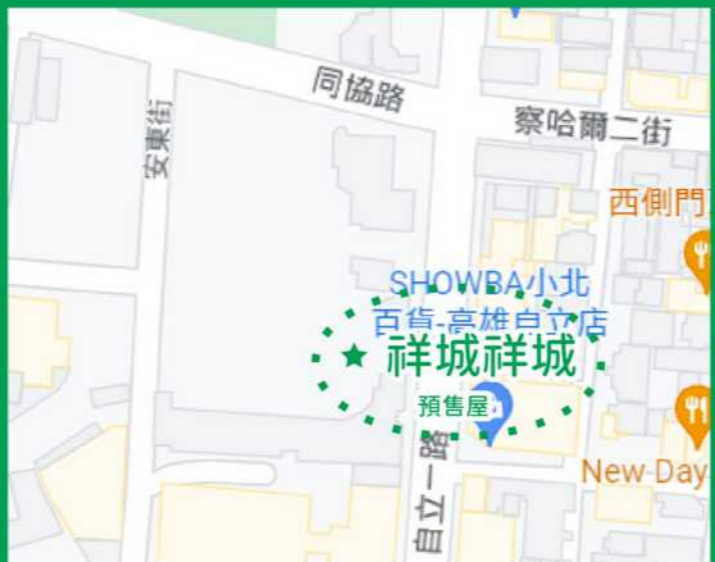 同協路
察哈爾二街
安東街
西側門
SHOWBA小北
百貨-高雄自立店
祥城祥城
預售屋
New Day
自立一路